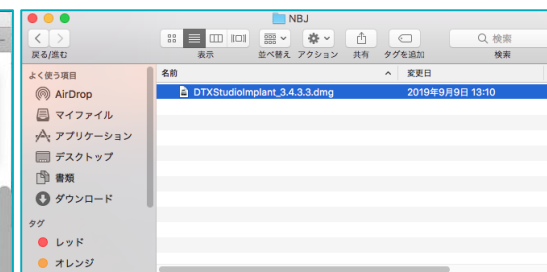 NBJ
戻る/進む
表示
並べ替え
アクション
共有
タグを追加
検索
検索
よく使う項目
AirDrop
マイファイル
アプリケーション
デスクトップ
書類
ダウンロード
タグ
レッド
オレンジ
名前
変更日
DTXStudioImplant_3.4.3.3.dmg
2019年9月9日 13:10